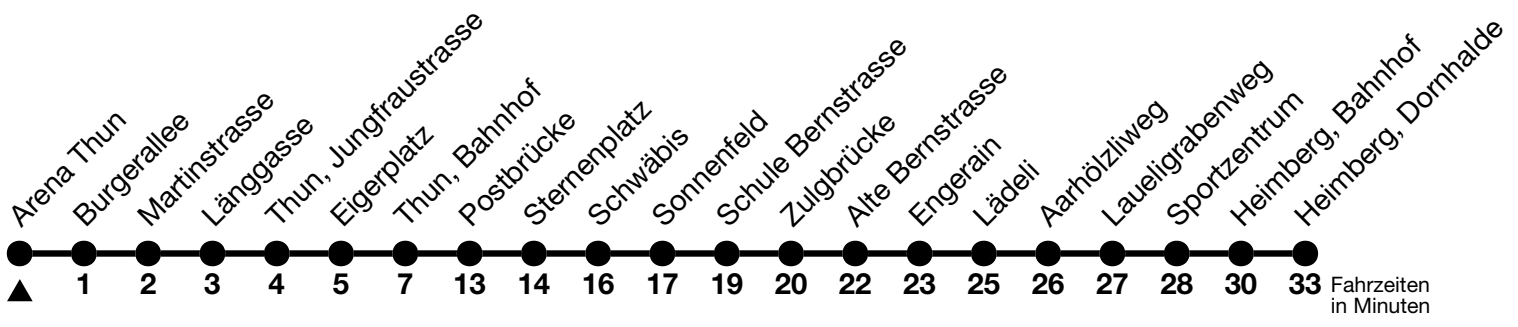 Arena Thun
Burgerallee
Martinstrasse
Länggasse
Thun, Jungfraustrasse
Eigerplatz
Thun, Bahnhof
Postbrücke
Sternenplatz
Schwäbis
Sonnenfeld
Schule Bernstrasse
Zulgbrücke
Alte Bernstrasse
Engerain
Lädeli
Aarhölzliweg
Laueligrabenweg
Sportzentrum
Heimberg, Bahnhof
Heimberg, Dornhalde
1 2 3 4 5 7 13 14 16 17 19 20 22 23 25 26 27 28 30 33 Fahrzeiten
in Minuten